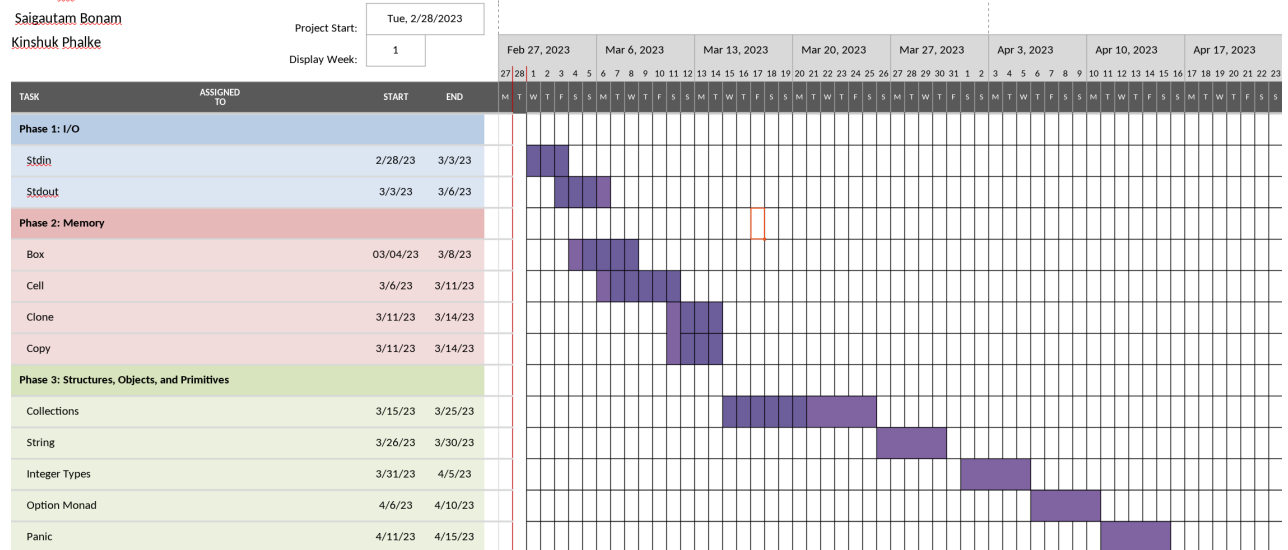 Saigautam Bonam
Kinshuk Phalke
Project Start: Tue, 2/28/2023
Display Week: 1
Feb 27, 2023 Mar 6, 2023 Mar 13, 2023 Mar 20, 2023 Mar 27, 2023 Apr 3, 2023 Apr 10, 2023 Apr 17, 2023
27 28 1 2 3 4 5 6 7 8 9 10 11 12 13 14 15 16 17 18 19 20 21 22 23 24 25 26 27 28 29 30 31 1 2 3 4 5 6 7 8 9 10 11 12 13 14 15 16 17 18 19 20 21 22 23
TASK ASSIGNED TO START END M T W T F S S M T W T F S S M T W T F S S M T W T F S S M T W T F S S M T W T F S S M T W T F S S M T W T F S S
Phase 1: I/O
Stdin 2/28/23 3/3/23
Stdout 3/3/23 3/6/23
Phase 2: Memory
Box 03/04/23 3/8/23
Cell 3/6/23 3/11/23
Clone 3/11/23 3/14/23
Copy 3/11/23 3/14/23
Phase 3: Structures, Objects, and Primitives
Collections 3/15/23 3/25/23
String 3/26/23 3/30/23
Integer Types 3/31/23 4/5/23
Option Monad 4/6/23 4/10/23
Panic 4/11/23 4/15/23